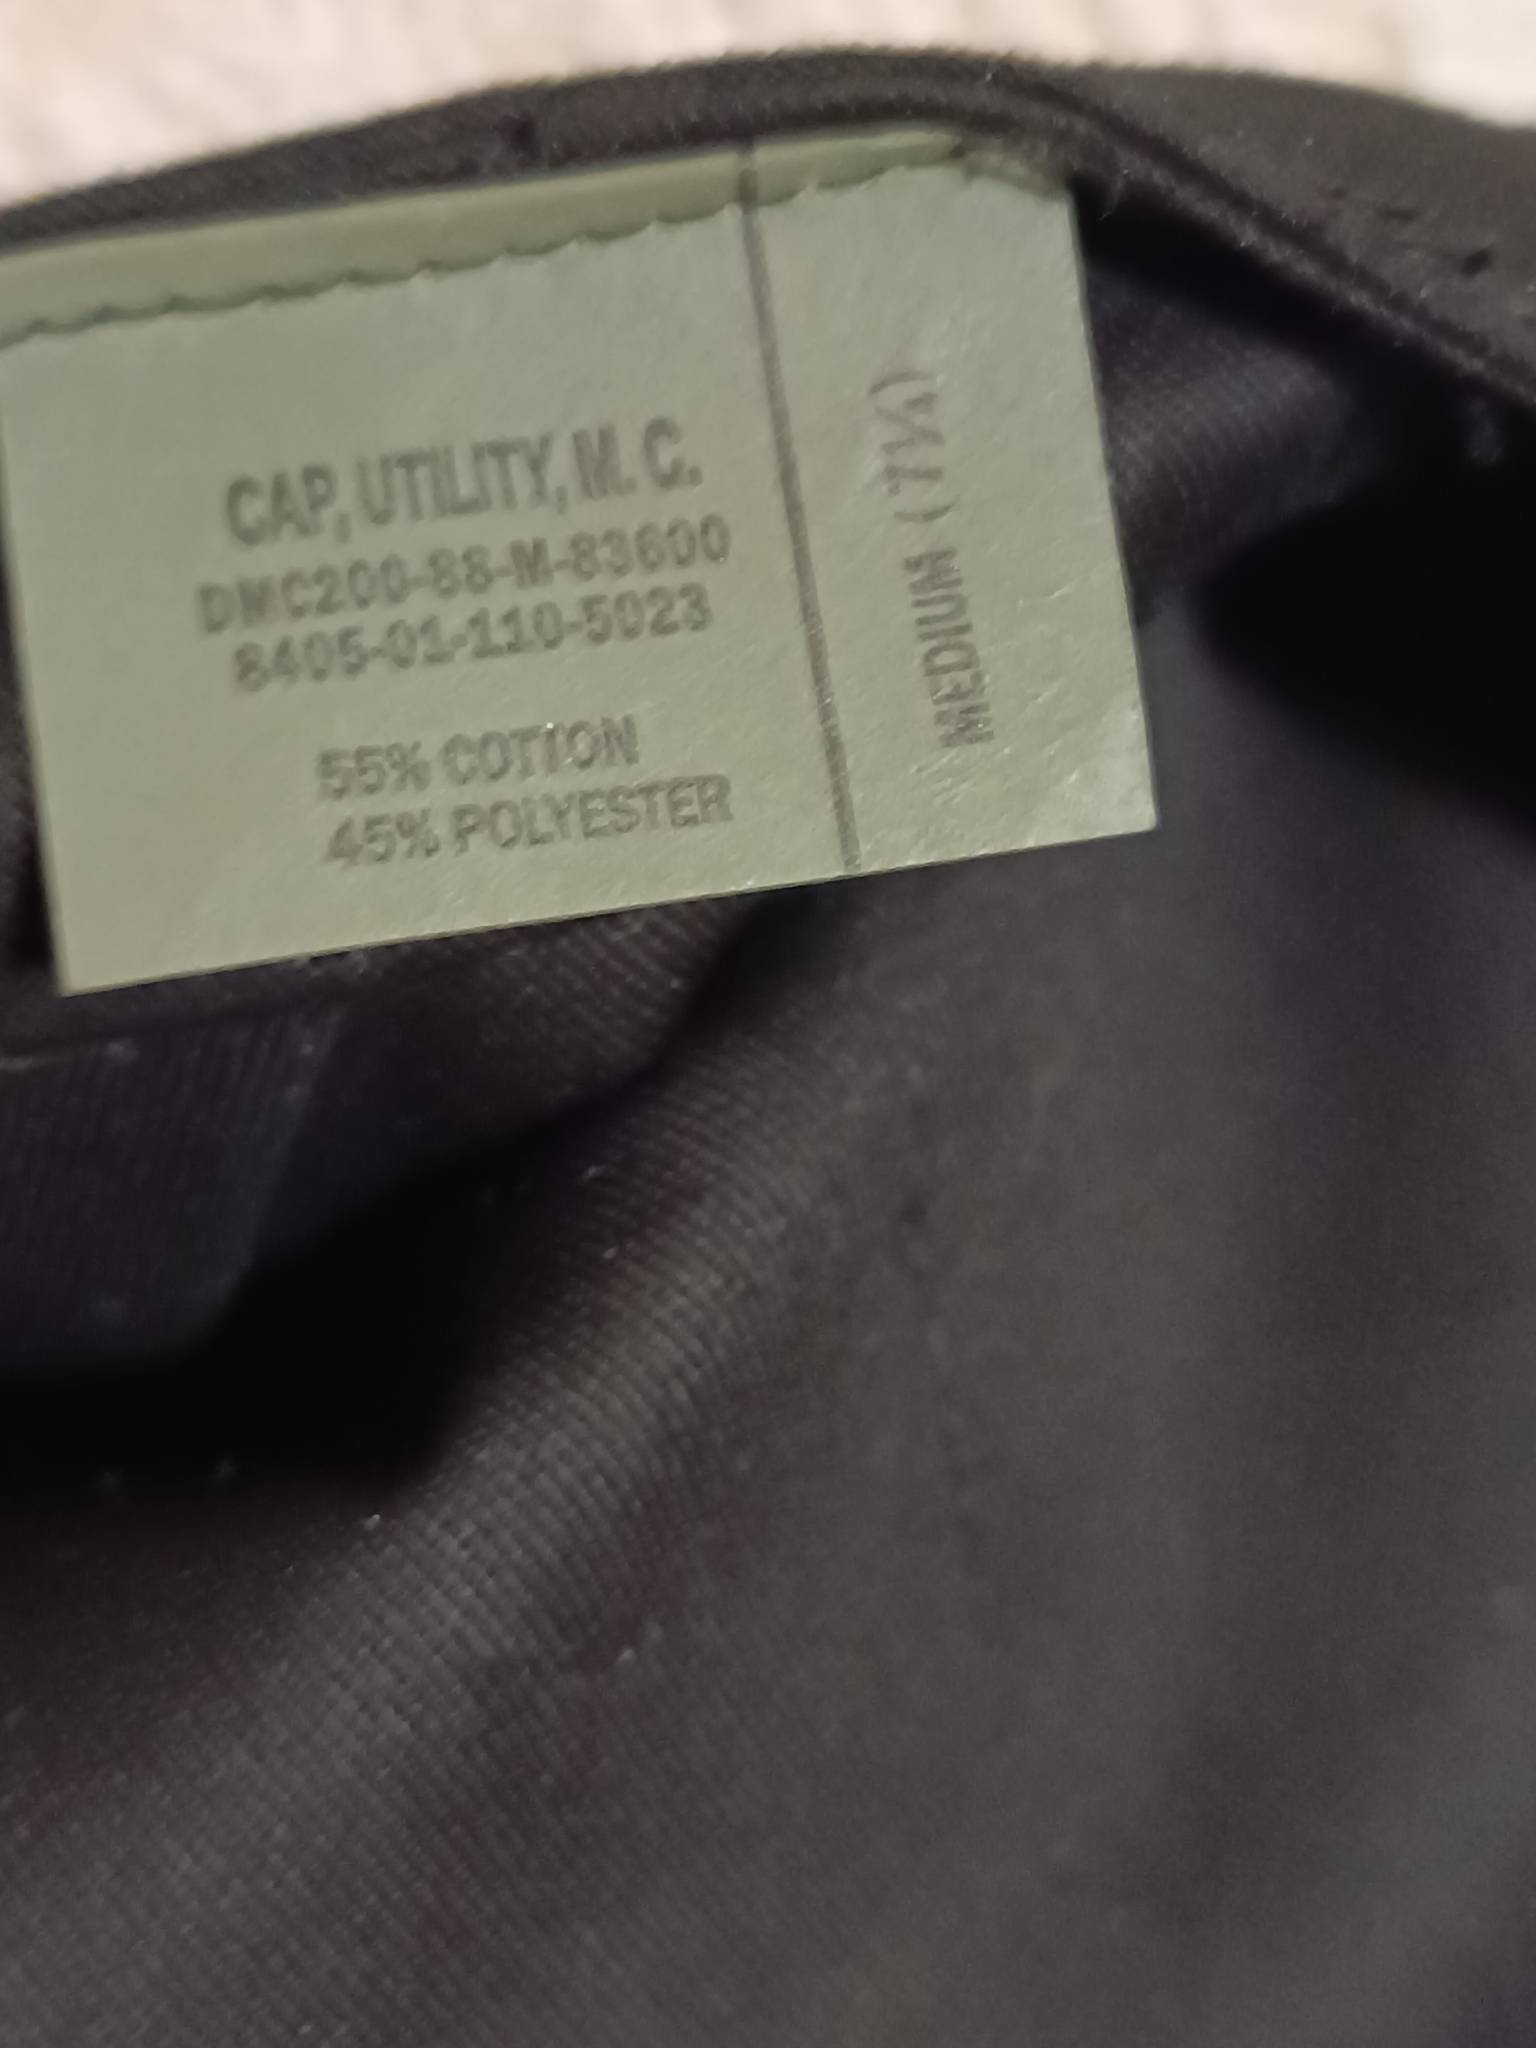 CAP, UTILITY, M. C.
DMC200-88-M-83600
8405-01-110-5023
55% COTTON
45% POLYESTER
MEDIUM (7¼)